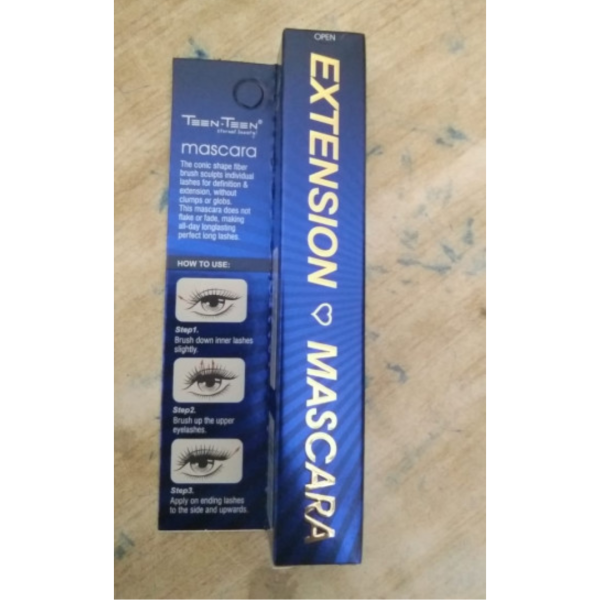 TEEN-TEEN®
eternal beauty!
mascara
The conic shape fiber
brush sculpts individual
lashes for definition &
extension, without
clumps or globs.
This mascara does not
flake or fade, making
all-day longlasting
perfect long lashes.
HOW TO USE:
Step1.
Brush down inner lashes
slightly.
Step2.
Brush up the upper
eyelashes.
Step3.
Apply on ending lashes
to the side and upwards.
OPEN
EXTENSION ♡ MASCARA